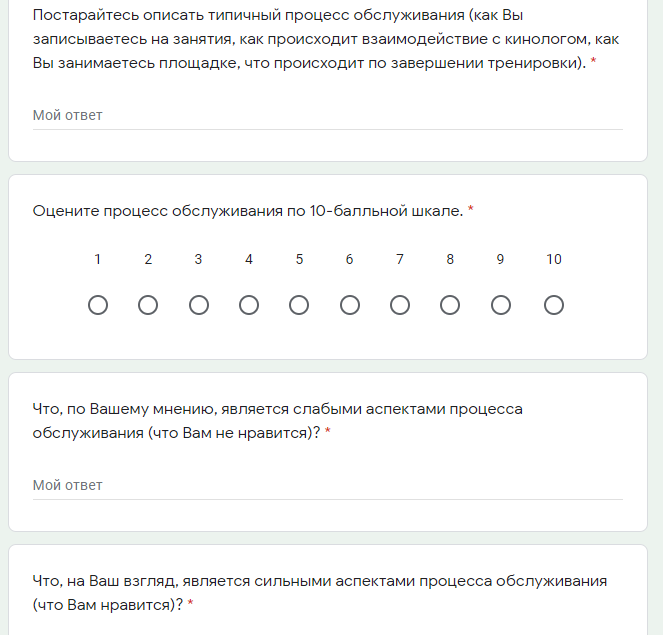 Постарайтесь описать типичный процесс обслуживания (как Вы
записываетесь на занятия, как происходит взаимодействие с кинологом, как
Вы занимаетесь площадке, что происходит по завершении тренировки). *
Мой ответ
Оцените процесс обслуживания по 10-балльной шкале. *
1 2 3 4 5 6 7 8 9 10
Что, по Вашему мнению, является слабыми аспектами процесса
обслуживания (что Вам не нравится)? *
Мой ответ
Что, на Ваш взгляд, является сильными аспектами процесса обслуживания
(что Вам нравится)? *